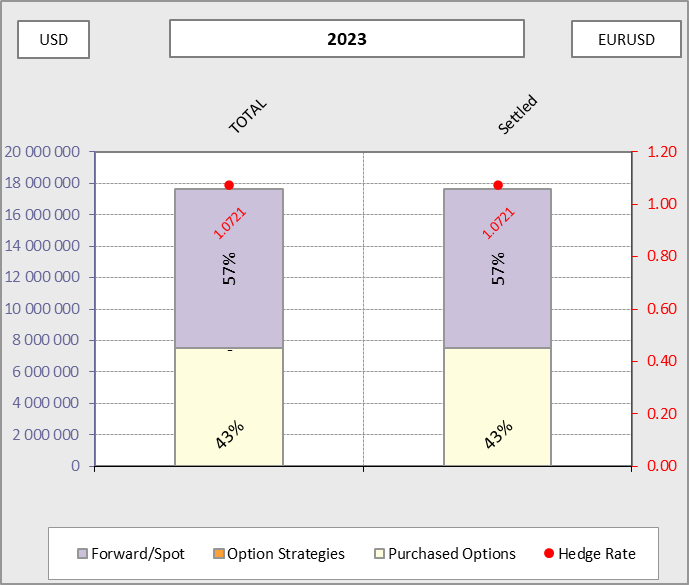 USD
2023
EURUSD
TOTAL
Settled
20 000 000
18 000 000
16 000 000
14 000 000
12 000 000
10 000 000
8 000 000
6 000 000
4 000 000
2 000 000
0
1.20
1.00
0.80
0.60
0.40
0.20
0.00
1.0721
57%
-
43%
1.0721
57%
43%
Forward/Spot
Option Strategies
Purchased Options
Hedge Rate